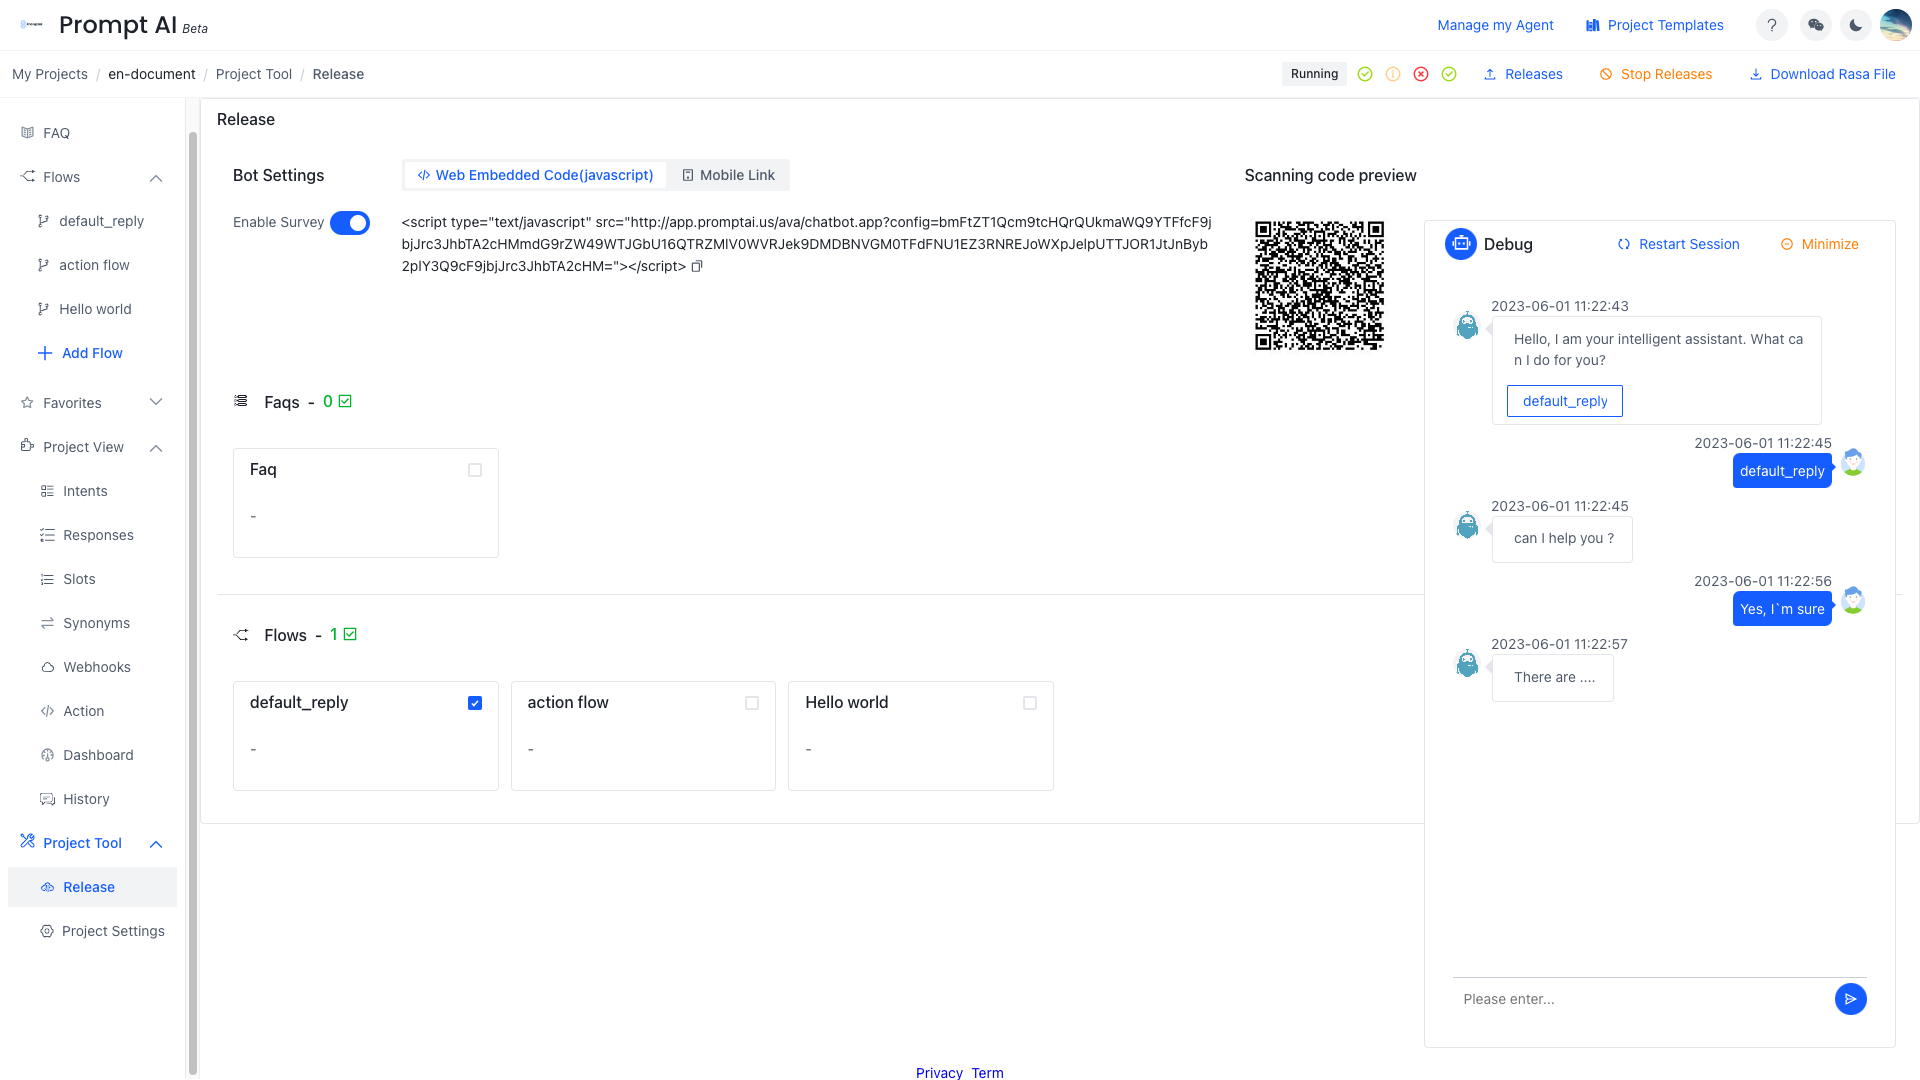 Prompt AI Beta
Manage my Agent
Project Templates
My Projects / en-document / Project Tool / Release
Running
Releases
Stop Releases
Download Rasa File
FAQ
Flows
default_reply
action flow
Hello world
Add Flow
Favorites
Project View
Intents
Responses
Slots
Synonyms
Webhooks
Action
Dashboard
History
Project Tool
Release
Project Settings
Release
Bot Settings
Web Embedded Code(javascript)
Mobile Link
Enable Survey
<script type="text/javascript" src="http://app.promptai.us/ava/chatbot.app?config=bmFtZT1Qcm9tcHQrQUkmaWQ9YTFfcF9j
bjJrc3JhbTA2cHMmdG9rZW49WTJGbU16QTRZMlV0WVRJek9DMDBNVGM0TFdFNU1EZ3RNREJoWXpJelpUTTJOR1JtJnByb
2plY3Q9cF9jbjJrc3JhbTA2cHM="></script>
Scanning code preview
Faqs - 0
Faq
-
Flows - 1
default_reply
-
action flow
-
Hello world
-
Debug
Restart Session
Minimize
2023-06-01 11:22:43
Hello, I am your intelligent assistant. What ca
n I do for you?
default_reply
2023-06-01 11:22:45
default_reply
2023-06-01 11:22:45
can I help you ?
2023-06-01 11:22:56
Yes, I`m sure
2023-06-01 11:22:57
There are ....
Please enter...
Privacy Term